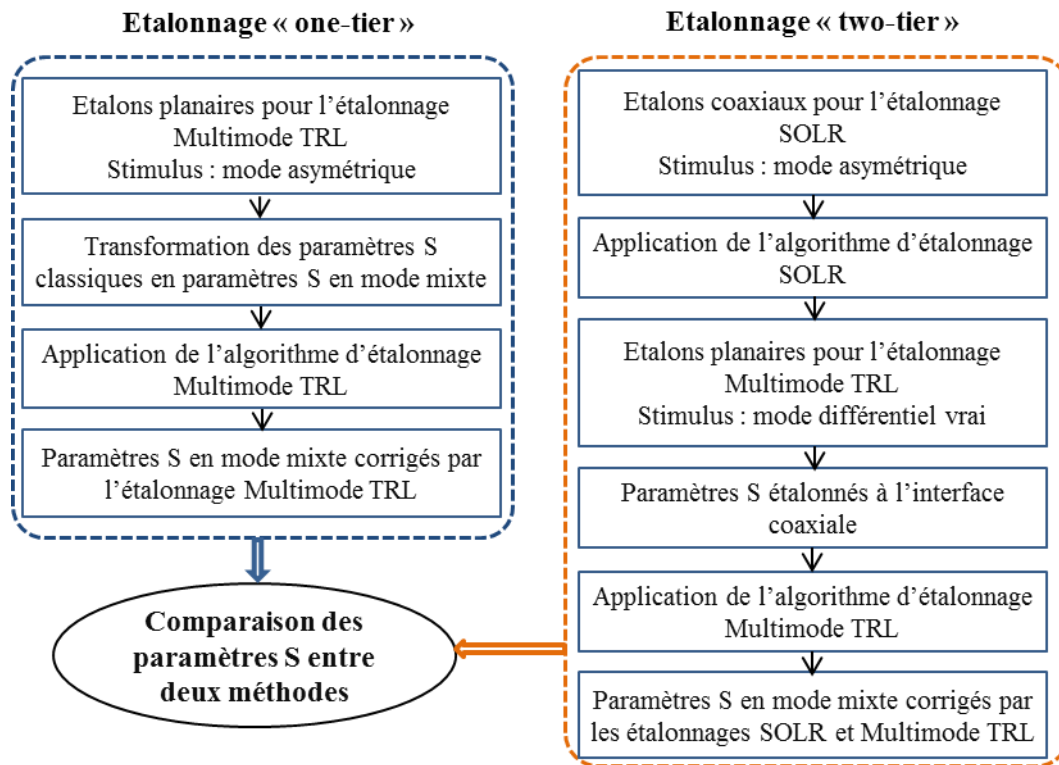 Etalonnage « one-tier »
Etalons planaires pour l’étalonnage
Multimode TRL
Stimulus : mode asymétrique
Transformation des paramètres S
classiques en paramètres S en mode mixte
Application de l’algorithme d’étalonnage
Multimode TRL
Paramètres S en mode mixte corrigés par
l’étalonnage Multimode TRL
Comparaison des
paramètres S entre
deux méthodes
Etalonnage « two-tier »
Etalons coaxiaux pour l’étalonnage
SOLR
Stimulus : mode asymétrique
Application de l’algorithme d’étalonnage
SOLR
Etalons planaires pour l’étalonnage
Multimode TRL
Stimulus : mode différentiel vrai
Paramètres S étalonnés à l’interface
coaxiale
Application de l’algorithme d’étalonnage
Multimode TRL
Paramètres S en mode mixte corrigés par
les étalonnages SOLR et Multimode TRL